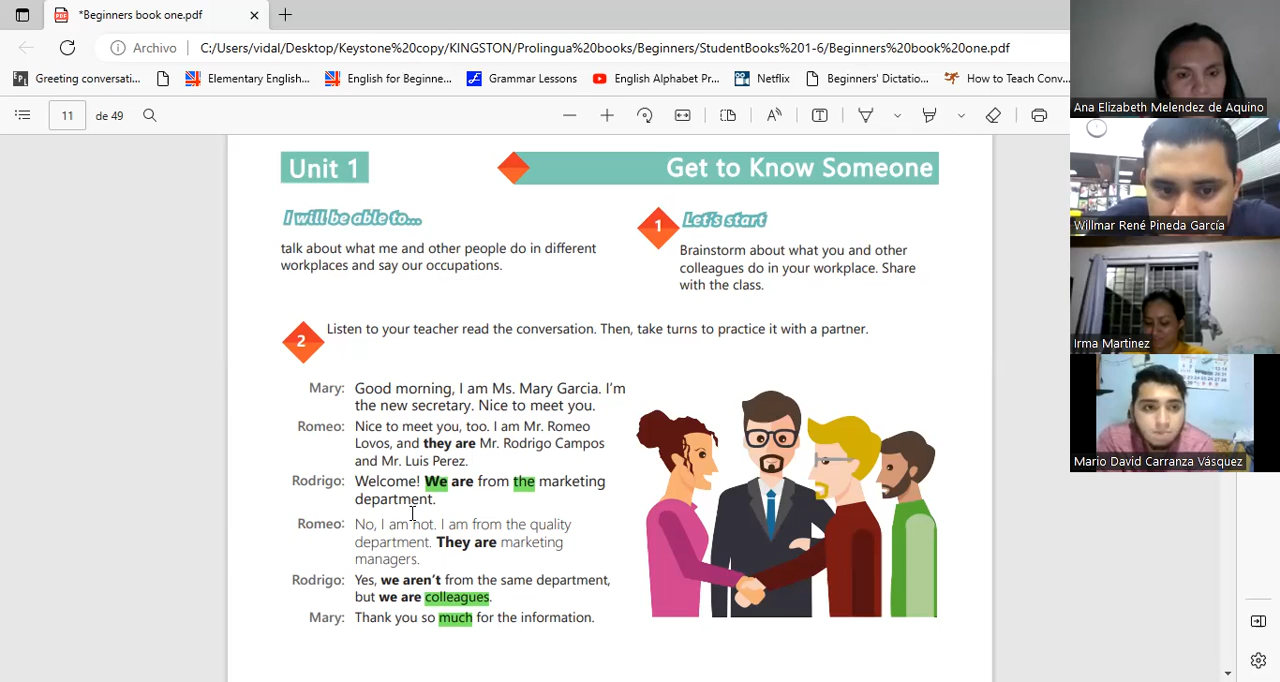 *Beginners book one.pdf
Archivo
C:/Users/vidal/Desktop/Keystone%20copy/KINGSTON/Prolingua%20books/Beginners/StudentBooks%201-6/Beginners%20book%20one.pdf
Greeting conversati...
Elementary English...
English for Beginne...
Grammar Lessons
English Alphabet Pr...
Netflix
Beginners' Dictatio...
How to Teach Conv...
11 de 49
Unit 1
Get to Know Someone
I will be able to...
talk about what me and other people do in different
workplaces and say our occupations.
1
Let's start
Brainstorm about what you and other
colleagues do in your workplace. Share
with the class.
2
Listen to your teacher read the conversation. Then, take turns to practice it with a partner.
Mary: Good morning, I am Ms. Mary Garcia. I'm
the new secretary. Nice to meet you.
Romeo: Nice to meet you, too. I am Mr. Romeo
Lovos, and they are Mr. Rodrigo Campos
and Mr. Luis Perez.
Rodrigo: Welcome! We are from the marketing
department.
Romeo: No, I am not. I am from the quality
department. They are marketing
managers.
Rodrigo: Yes, we aren't from the same department,
but we are colleagues.
Mary: Thank you so much for the information.
Ana Elizabeth Melendez de Aquino
Willmar René Pineda García
Irma Martinez
Mario David Carranza Vásquez